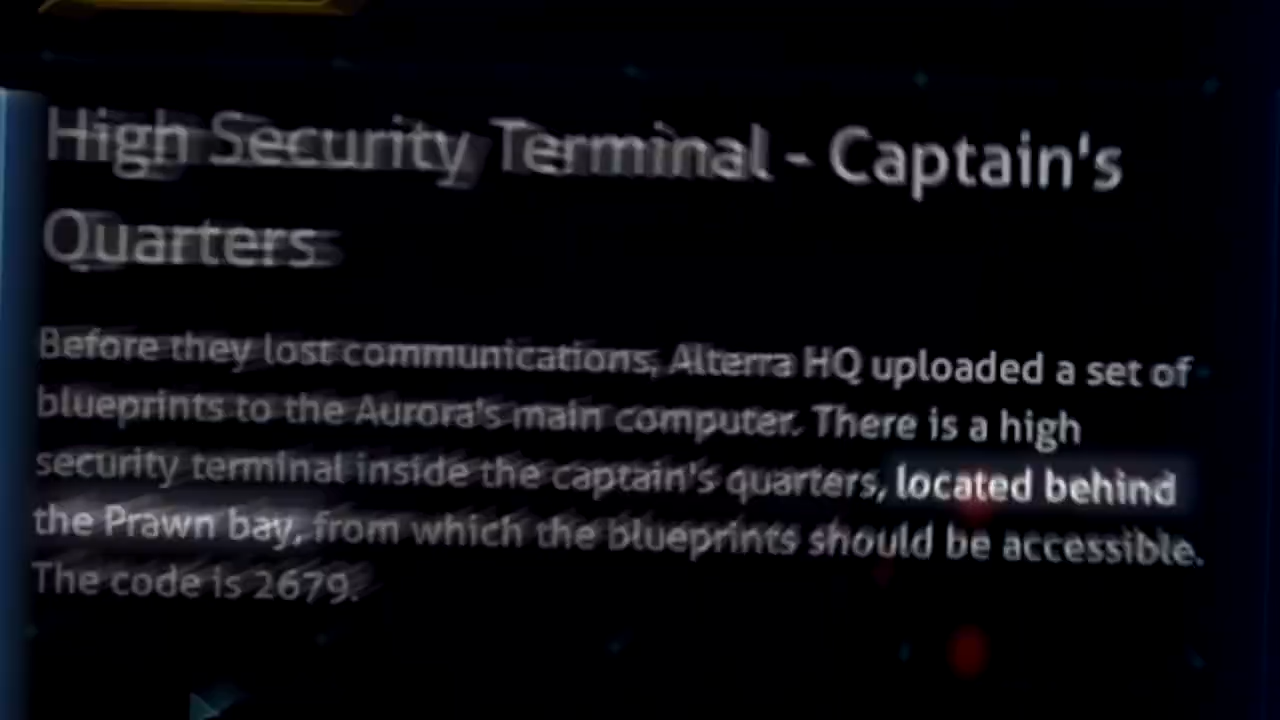 High Security Terminal - Captain's
Quarters
Before they lost communications, Alterra HQ uploaded a set of
blueprints to the Aurora's main computer. There is a high
security terminal inside the captain's quarters, located behind
the Prawn bay, from which the blueprints should be accessible.
The code is 2679.